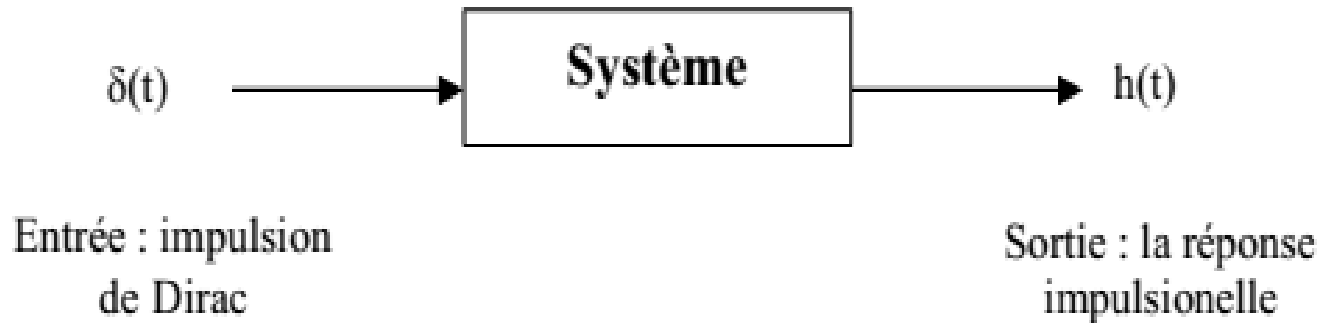 δ(t)
Système
h(t)
Entrée : impulsion
de Dirac
Sortie : la réponse
impulsionelle